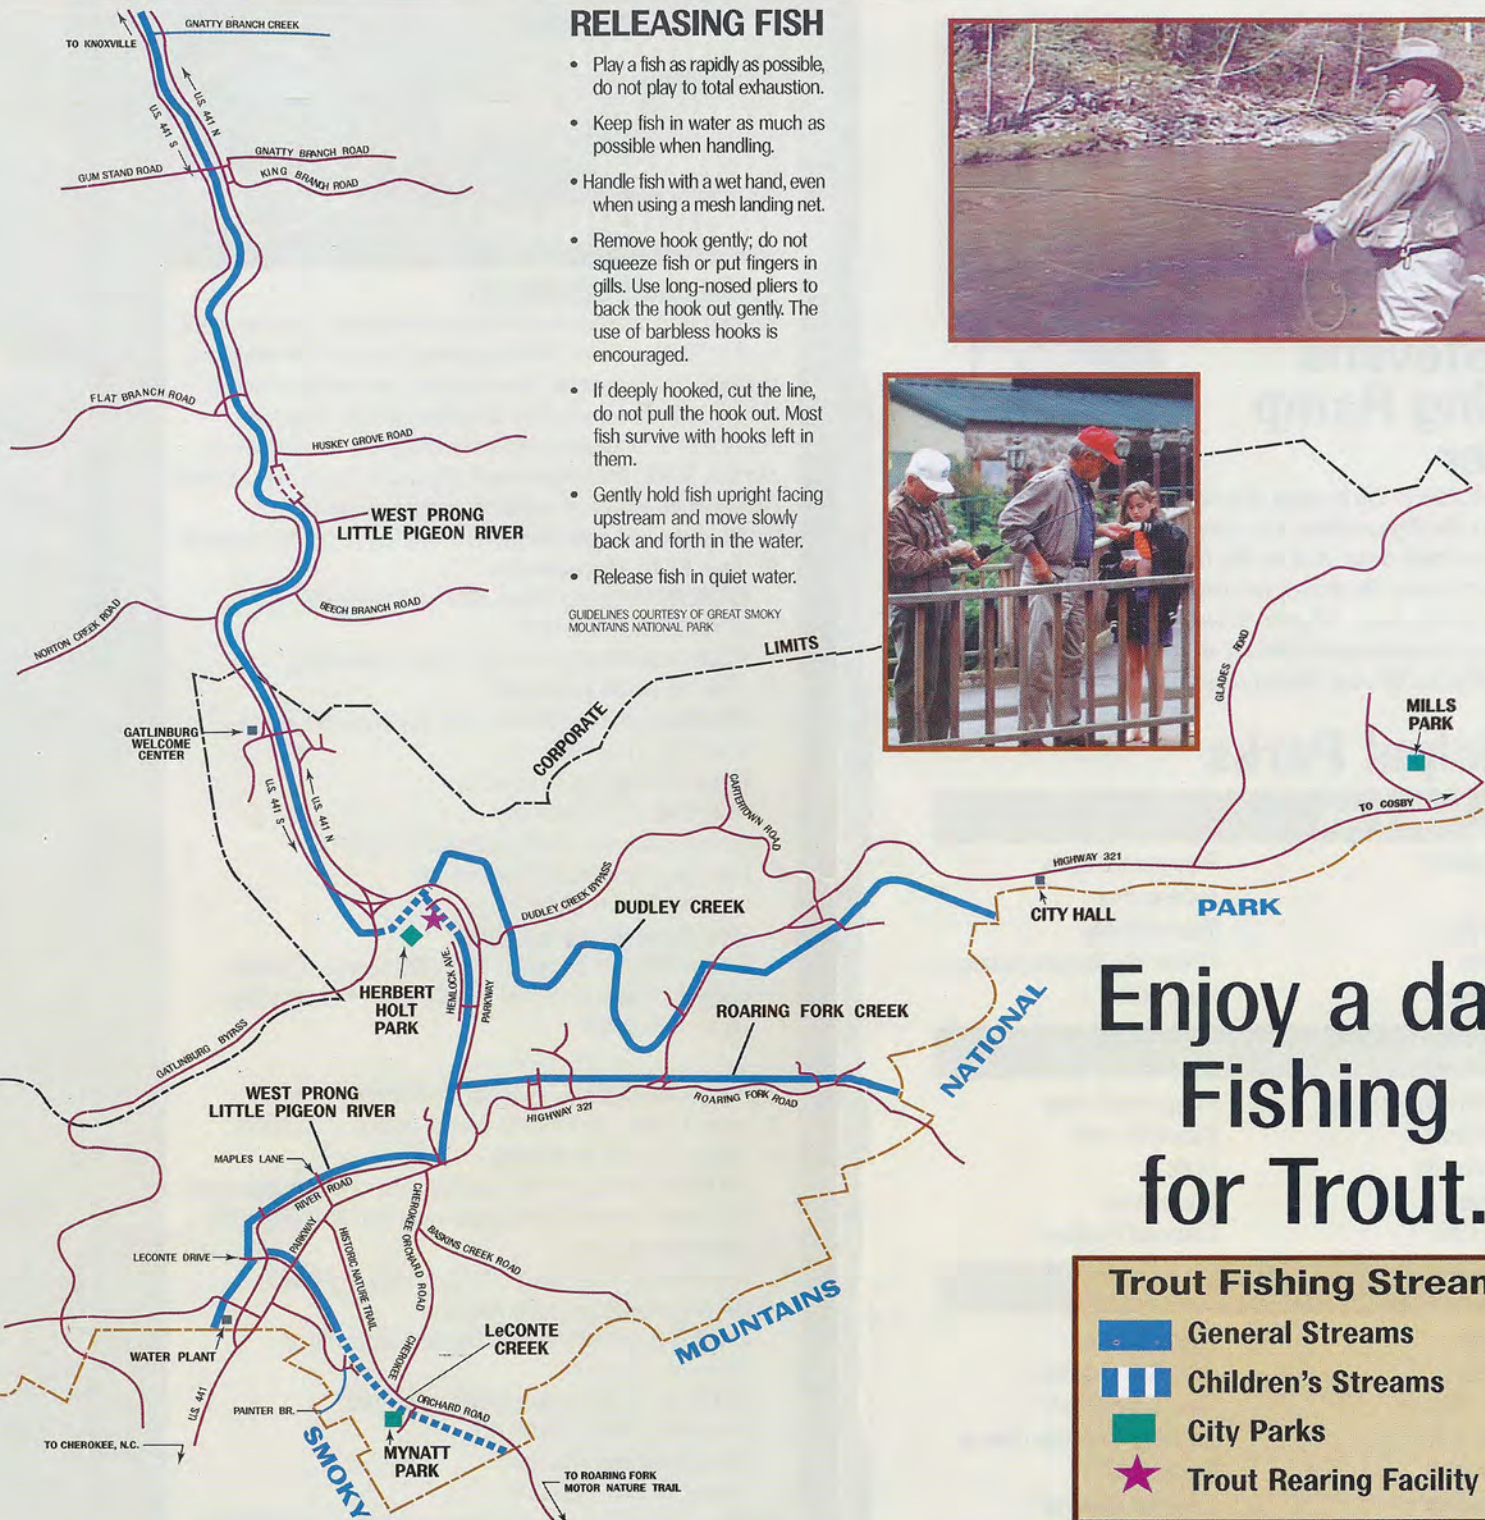 GNATTY BRANCH CREEK
TO KNOXVILLE
U.S. 441 N
U.S. 441 S
GNATTY BRANCH ROAD
GUM STAND ROAD
KING BRANCH ROAD
FLAT BRANCH ROAD
HUSKEY GROVE ROAD
WEST PRONG
LITTLE PIGEON RIVER
BEECH BRANCH ROAD
NORTON CREEK ROAD
RELEASING FISH
• Play a fish as rapidly as possible,
do not play to total exhaustion.
• Keep fish in water as much as
possible when handling.
• Handle fish with a wet hand, even
when using a mesh landing net.
• Remove hook gently; do not
squeeze fish or put fingers in
gills. Use long-nosed pliers to
back the hook out gently. The
use of barbless hooks is
encouraged.
• If deeply hooked, cut the line,
do not pull the hook out. Most
fish survive with hooks left in
them.
• Gently hold fish upright facing
upstream and move slowly
back and forth in the water.
• Release fish in quiet water.
GUIDELINES COURTESY OF GREAT SMOKY
MOUNTAINS NATIONAL PARK
CORPORATE
LIMITS
GATLINBURG
WELCOME
CENTER
U.S. 441 S
U.S. 441 N
GLADES ROAD
MILLS
PARK
TO COSBY
CARTERTOWN ROAD
HIGHWAY 321
DUDLEY CREEK BYPASS
DUDLEY CREEK
CITY HALL
PARK
HERBERT
HOLT
PARK
HEMLOCK AVE.
PARKWAY
ROARING FORK CREEK
NATIONAL
GATLINBURG BYPASS
WEST PRONG
LITTLE PIGEON RIVER
HIGHWAY 321
ROARING FORK ROAD
MAPLES LANE
RIVER ROAD
PARKWAY
HISTORIC NATURE TRAIL
CHEROKEE ORCHARD ROAD
BASKINS CREEK ROAD
LECONTE DRIVE
WATER PLANT
LeCONTE
CREEK
CHEROKEE
ORCHARD ROAD
MOUNTAINS
U.S. 441
PAINTER BR.
TO CHEROKEE, N.C.
SMOKY
MYNATT
PARK
TO ROARING FORK
MOTOR NATURE TRAIL
Enjoy a da
Fishing
for Trout.
Trout Fishing Stream
General Streams
Children's Streams
City Parks
Trout Rearing Facility